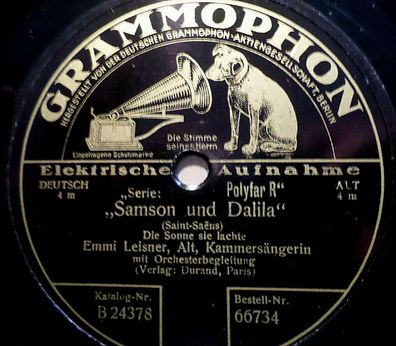 GRAMMOPHON
HERGESTELLT VON DER DEUTSCHEN GRAMMOPHON-AKTIENGESELLSCHAFT, BERLIN
Die Stimme
seines Herrn
Eingetragene Schutzmarke
Elektrische Aufnahme
DEUTSCH ALT
4 m 4 m
„Serie: Polyfar R“
„Samson und Dalila“
(Saint-Saëns)
Die Sonne sie lachte
Emmi Leisner, Alt, Kammersängerin
mit Orchesterbegleitung
(Verlag: Durand, Paris)
Katalog-Nr. Bestell-Nr.
B 24378 66734